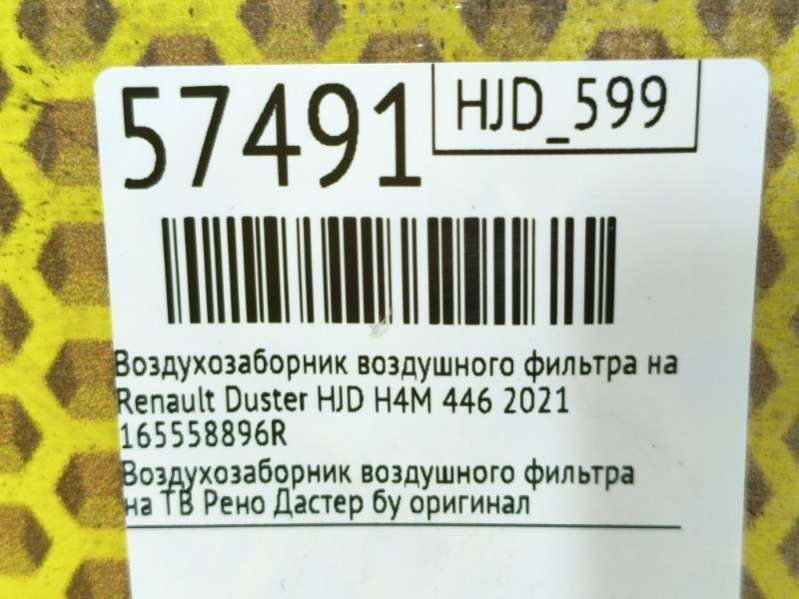 57491
HJD_599
Воздухозаборник воздушного фильтра на
Renault Duster HJD H4M 446 2021
165558896R
Воздухозаборник воздушного фильтра
на ТВ Рено Дастер бу оригинал